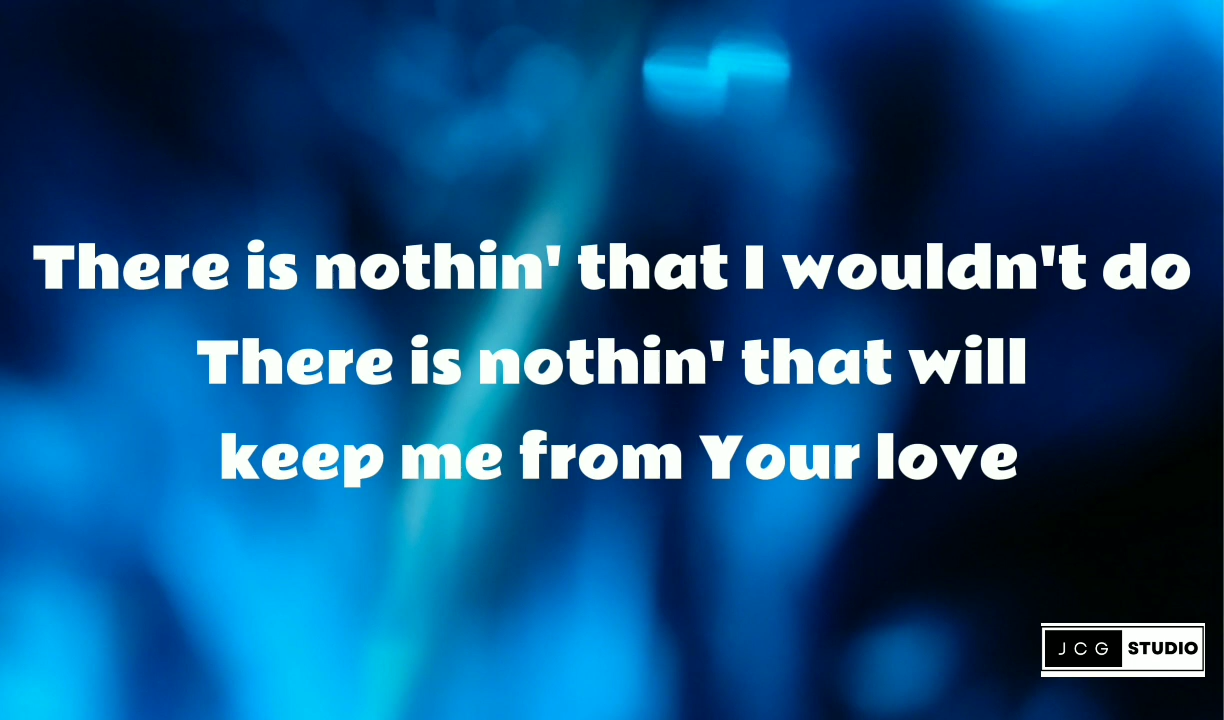 There is nothin' that I wouldn't do
There is nothin' that will
keep me from Your love
JCG STUDIO